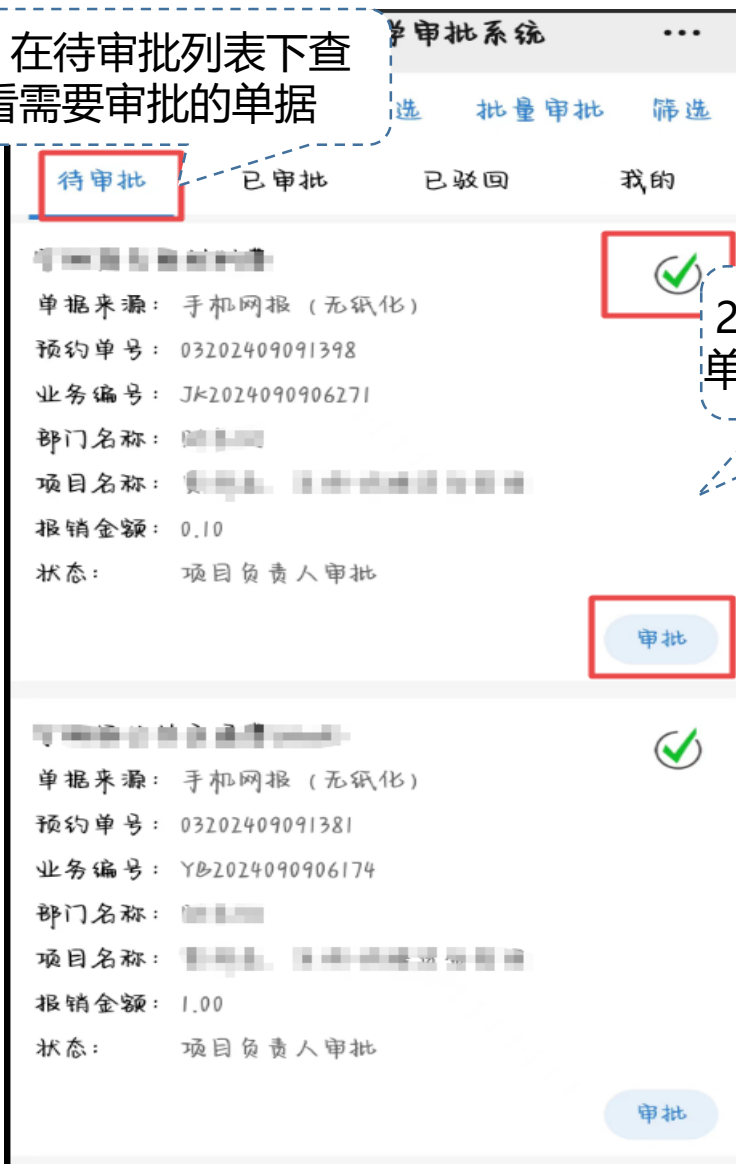 在待审批列表下查
看需要审批的单据
学审批系统
选 批量审批 筛选
待审批 已审批 已驳回 我的
2
单
单据来源: 手机网报 (无纸化)
预约单号: 03202409091398
业务编号: JK2024090906271
部门名称:
项目名称:
报销金额: 0.10
状态: 项目负责人审批
审批
单据来源: 手机网报 (无纸化)
预约单号: 03202409091381
业务编号: YB2024090906174
部门名称:
项目名称:
报销金额: 1.00
状态: 项目负责人审批
审批